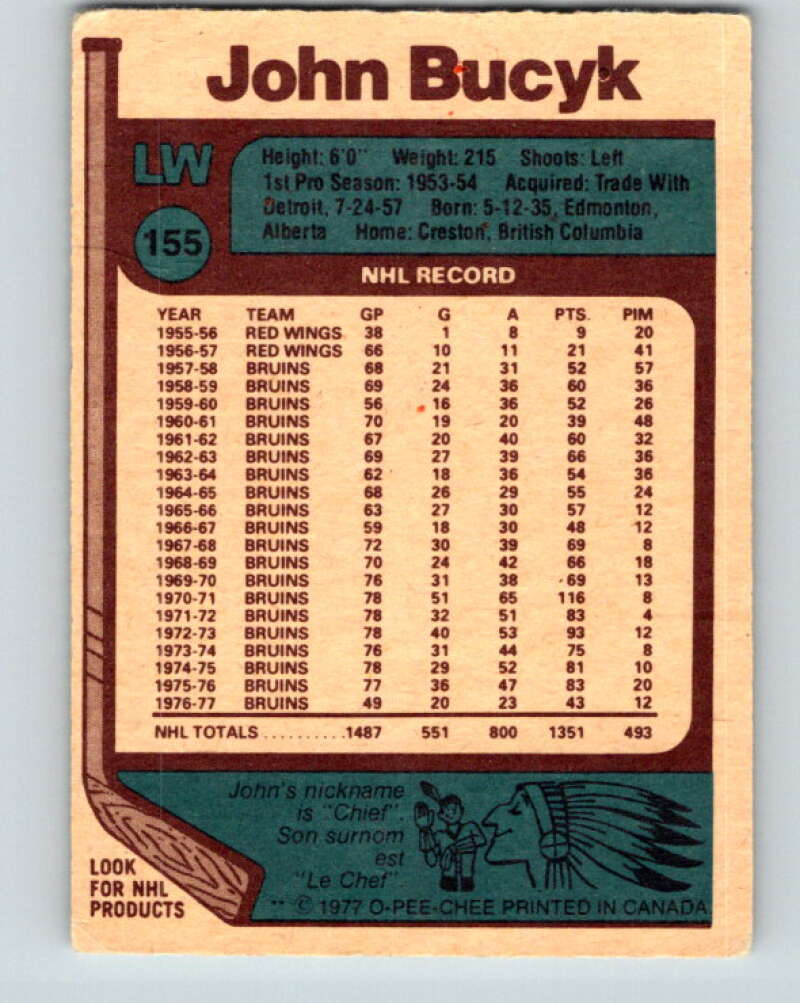 John Bucyk
LW
Height: 6'0" Weight: 215 Shoots: Left
1st Pro Season: 1953-54 Acquired: Trade With
Detroit, 7-24-57 Born: 5-12-35, Edmonton,
Alberta Home: Creston, British Columbia
155
NHL RECORD
YEAR TEAM GP G A PTS. PIM
1955-56 RED WINGS 38 1 8 9 20
1956-57 RED WINGS 66 10 11 21 41
1957-58 BRUINS 68 21 31 52 57
1958-59 BRUINS 69 24 36 60 36
1959-60 BRUINS 56 16 36 52 26
1960-61 BRUINS 70 19 20 39 48
1961-62 BRUINS 67 20 40 60 32
1962-63 BRUINS 69 27 39 66 36
1963-64 BRUINS 62 18 36 54 36
1964-65 BRUINS 68 26 29 55 24
1965-66 BRUINS 63 27 30 57 12
1966-67 BRUINS 59 18 30 48 12
1967-68 BRUINS 72 30 39 69 8
1968-69 BRUINS 70 24 42 66 18
1969-70 BRUINS 76 31 38 69 13
1970-71 BRUINS 78 51 65 116 8
1971-72 BRUINS 78 32 51 83 4
1972-73 BRUINS 78 40 53 93 12
1973-74 BRUINS 76 31 44 75 8
1974-75 BRUINS 78 29 52 81 10
1975-76 BRUINS 77 36 47 83 20
1976-77 BRUINS 49 20 23 43 12
NHL TOTALS ..........1487 551 800 1351 493
John's nickname
is "Chief".
Son surnom
est
"Le Chef"
LOOK
FOR NHL
PRODUCTS
** © 1977 O-PEE-CHEE PRINTED IN CANADA